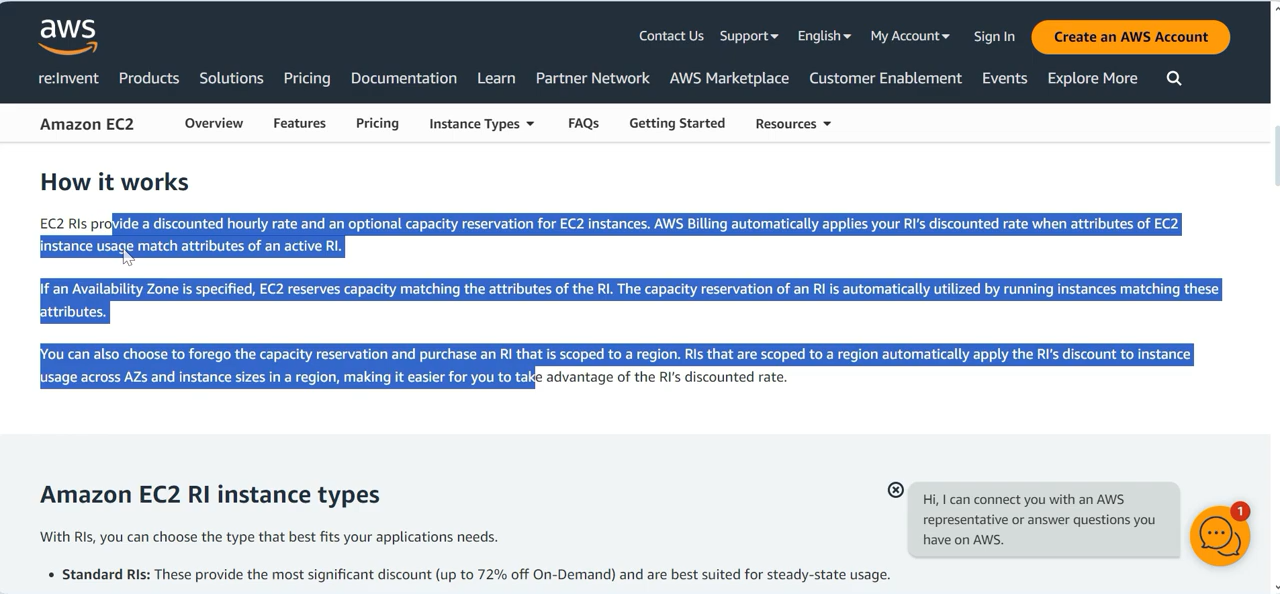 aws
Contact Us Support English My Account Sign In Create an AWS Account
re:Invent Products Solutions Pricing Documentation Learn Partner Network AWS Marketplace Customer Enablement Events Explore More
Amazon EC2 Overview Features Pricing Instance Types FAQs Getting Started Resources
How it works
EC2 RIs provide a discounted hourly rate and an optional capacity reservation for EC2 instances. AWS Billing automatically applies your RI’s discounted rate when attributes of EC2
instance usage match attributes of an active RI.
If an Availability Zone is specified, EC2 reserves capacity matching the attributes of the RI. The capacity reservation of an RI is automatically utilized by running instances matching these
attributes.
You can also choose to forego the capacity reservation and purchase an RI that is scoped to a region. RIs that are scoped to a region automatically apply the RI’s discount to instance
usage across AZs and instance sizes in a region, making it easier for you to take advantage of the RI’s discounted rate.
Amazon EC2 RI instance types
With RIs, you can choose the type that best fits your applications needs.
• Standard RIs: These provide the most significant discount (up to 72% off On-Demand) and are best suited for steady-state usage.
Hi, I can connect you with an AWS
representative or answer questions you
have on AWS.
1